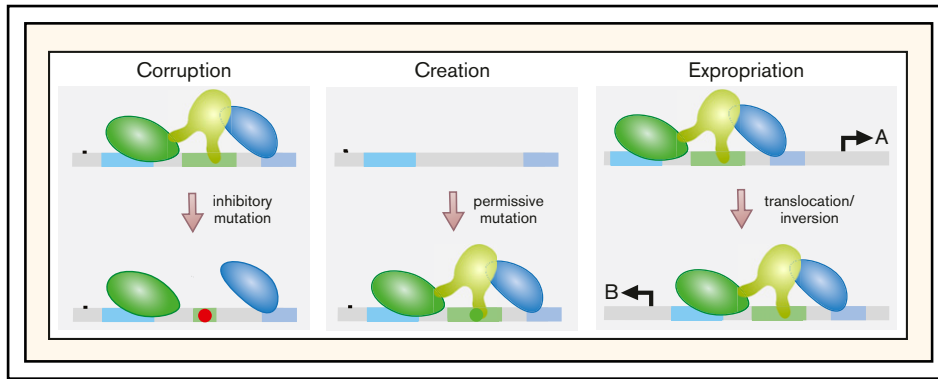 Corruption
Creation
Expropriation
A
inhibitory
mutation
permissive
mutation
translocation/
inversion
B